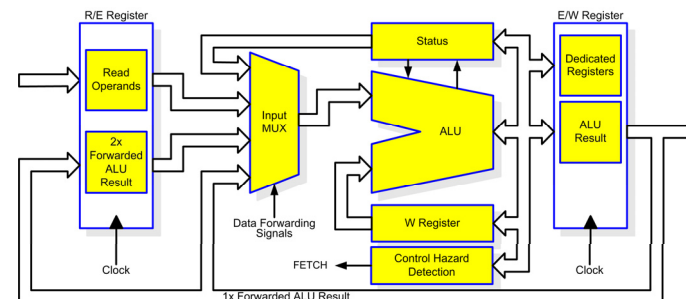 R/E Register
E/W Register
Read
Operands
2x
Forwarded
ALU
Result
Clock
Input
MUX
Data Forwarding
Signals
Status
ALU
W Register
Control Hazard
Detection
FETCH
Dedicated
Registers
ALU
Result
Clock
1x Forwarded ALU Result